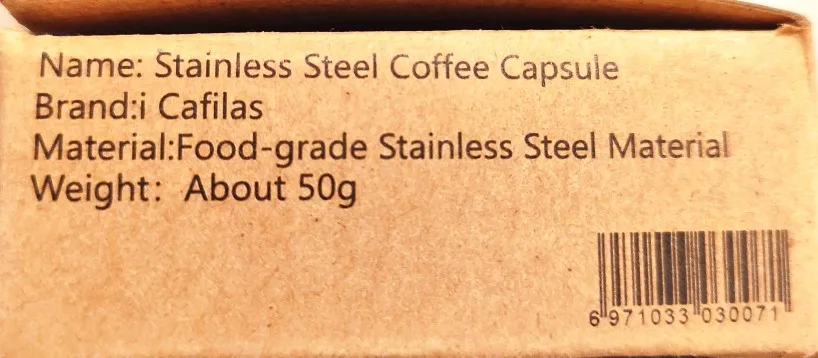 Name: Stainless Steel Coffee Capsule
Brand:i Cafilas
Material:Food-grade Stainless Steel Material
Weight: About 50g
6 971033 030071